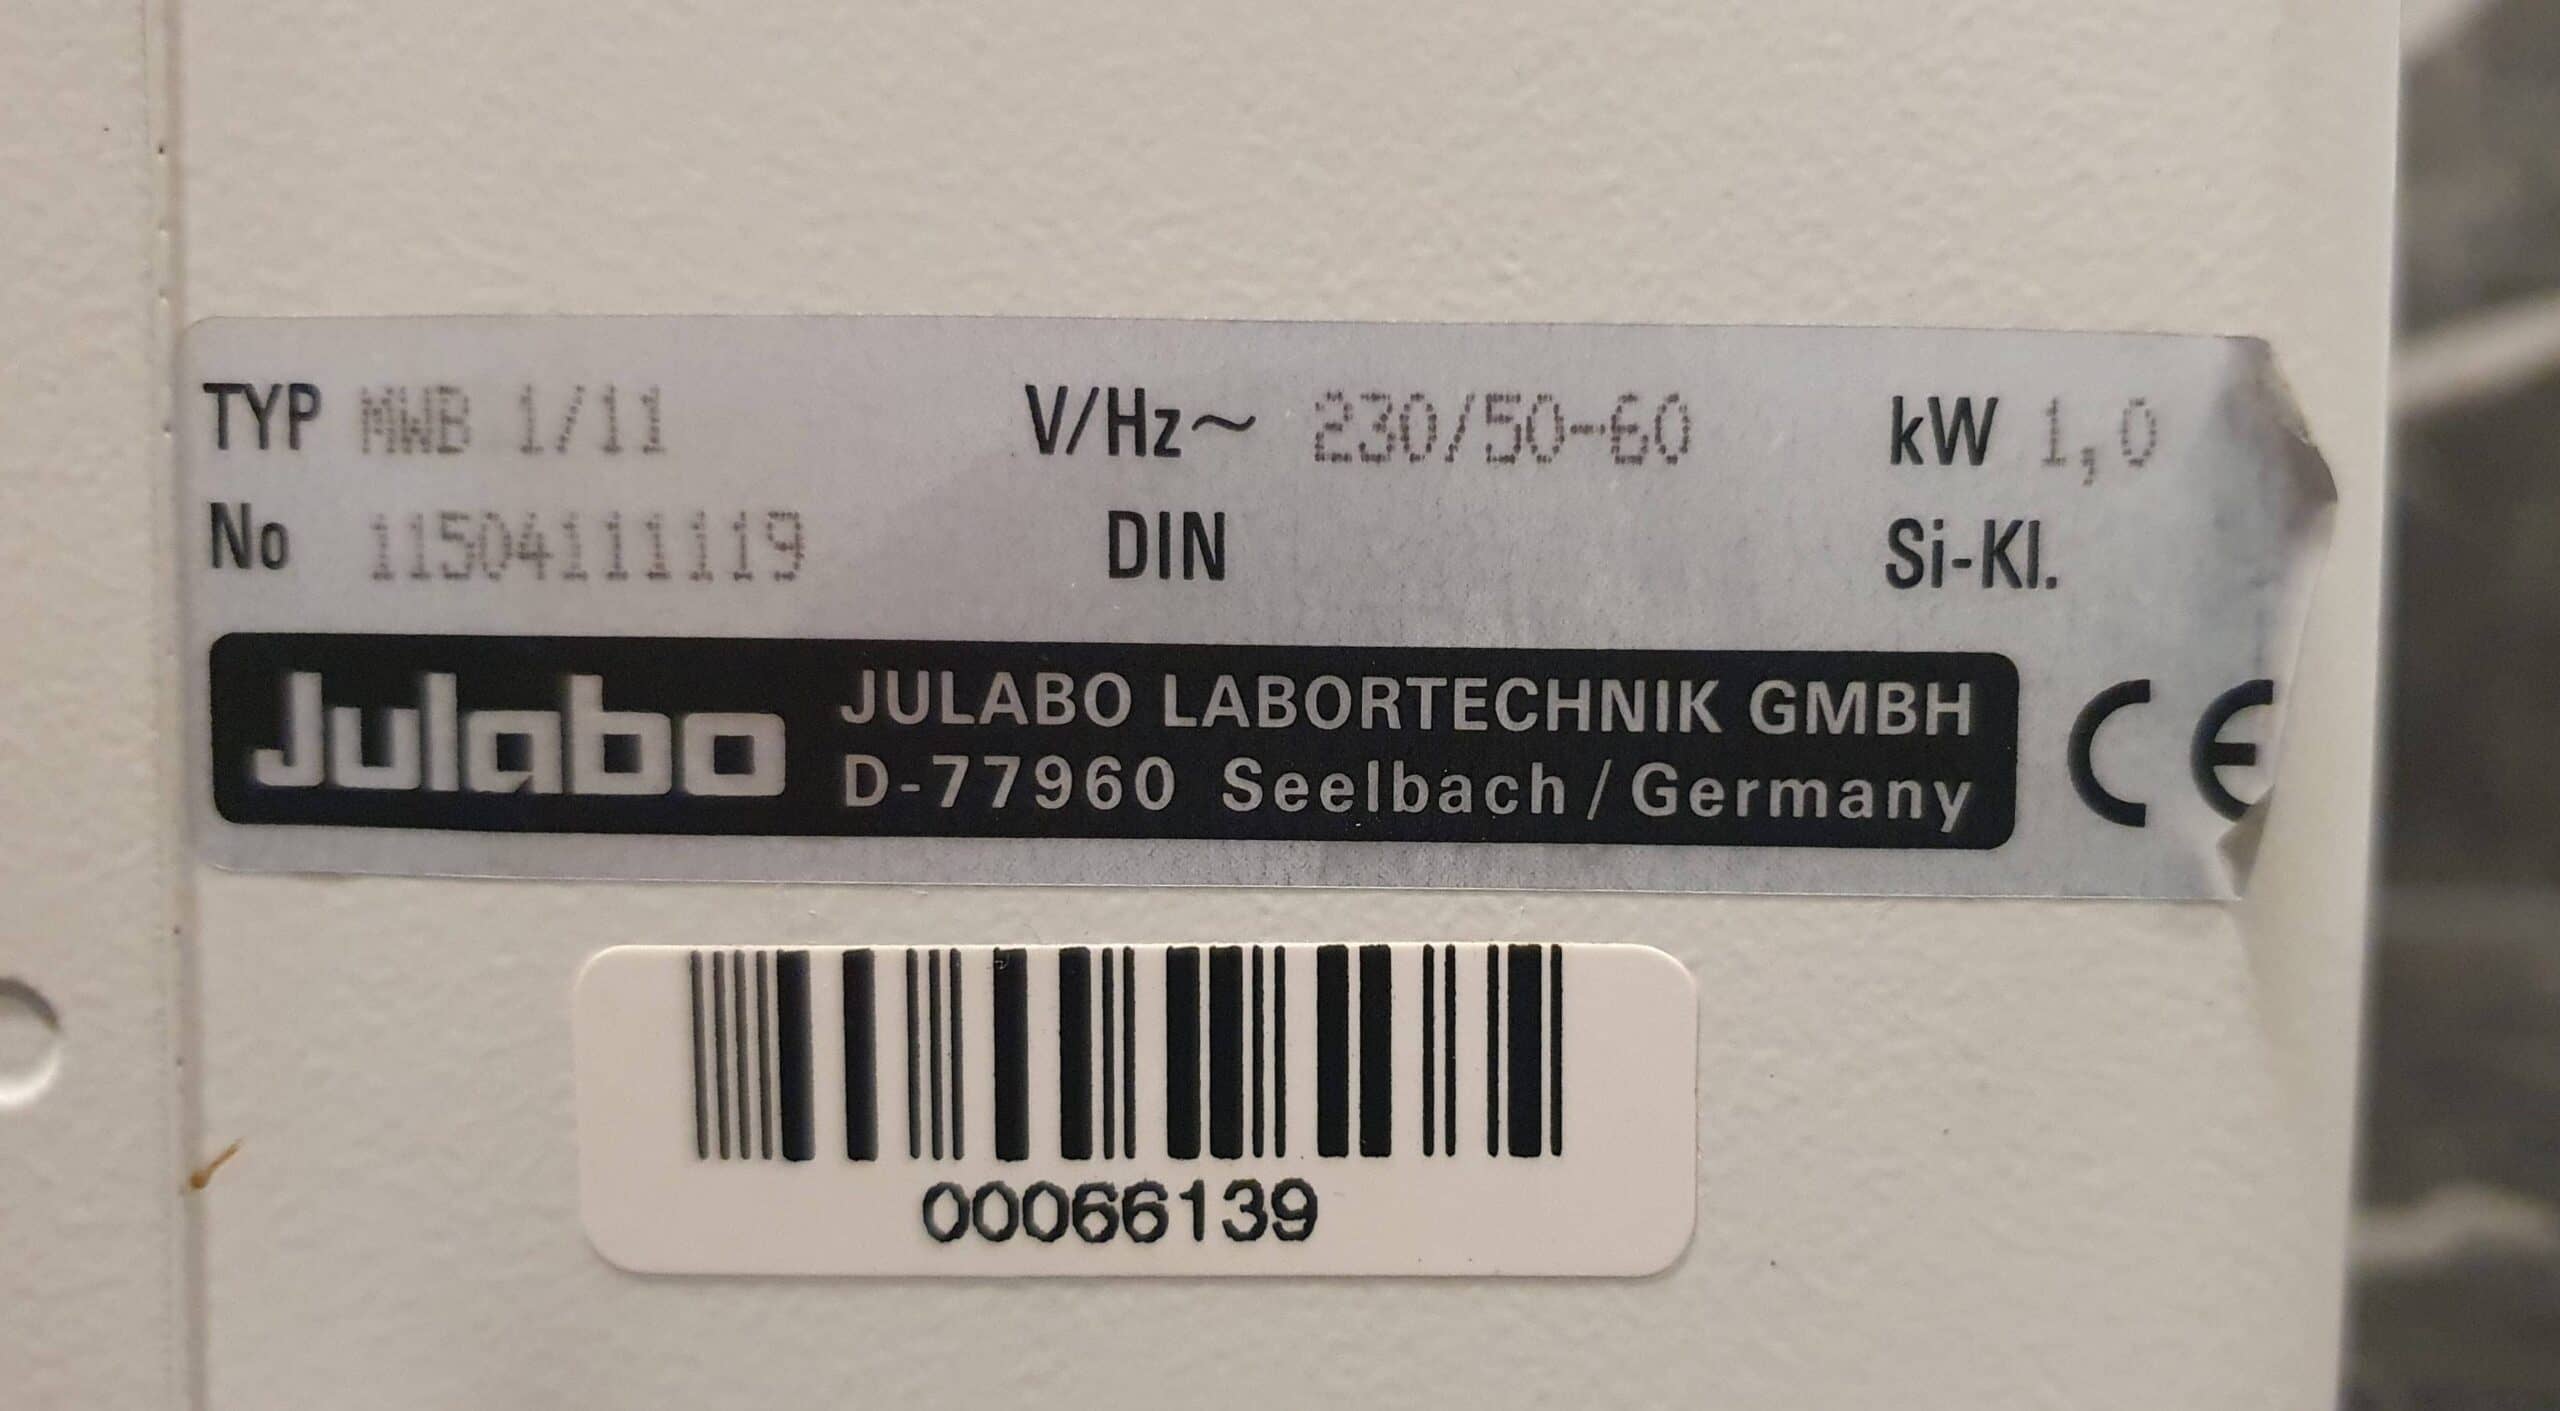 TYP MWB 1/11 V/Hz~ 230/50-60 kW 1,0
No DIN Si-Kl.
Julabo JULABO LABORTECHNIK GMBH CE
D-77960 Seelbach/Germany
00066139